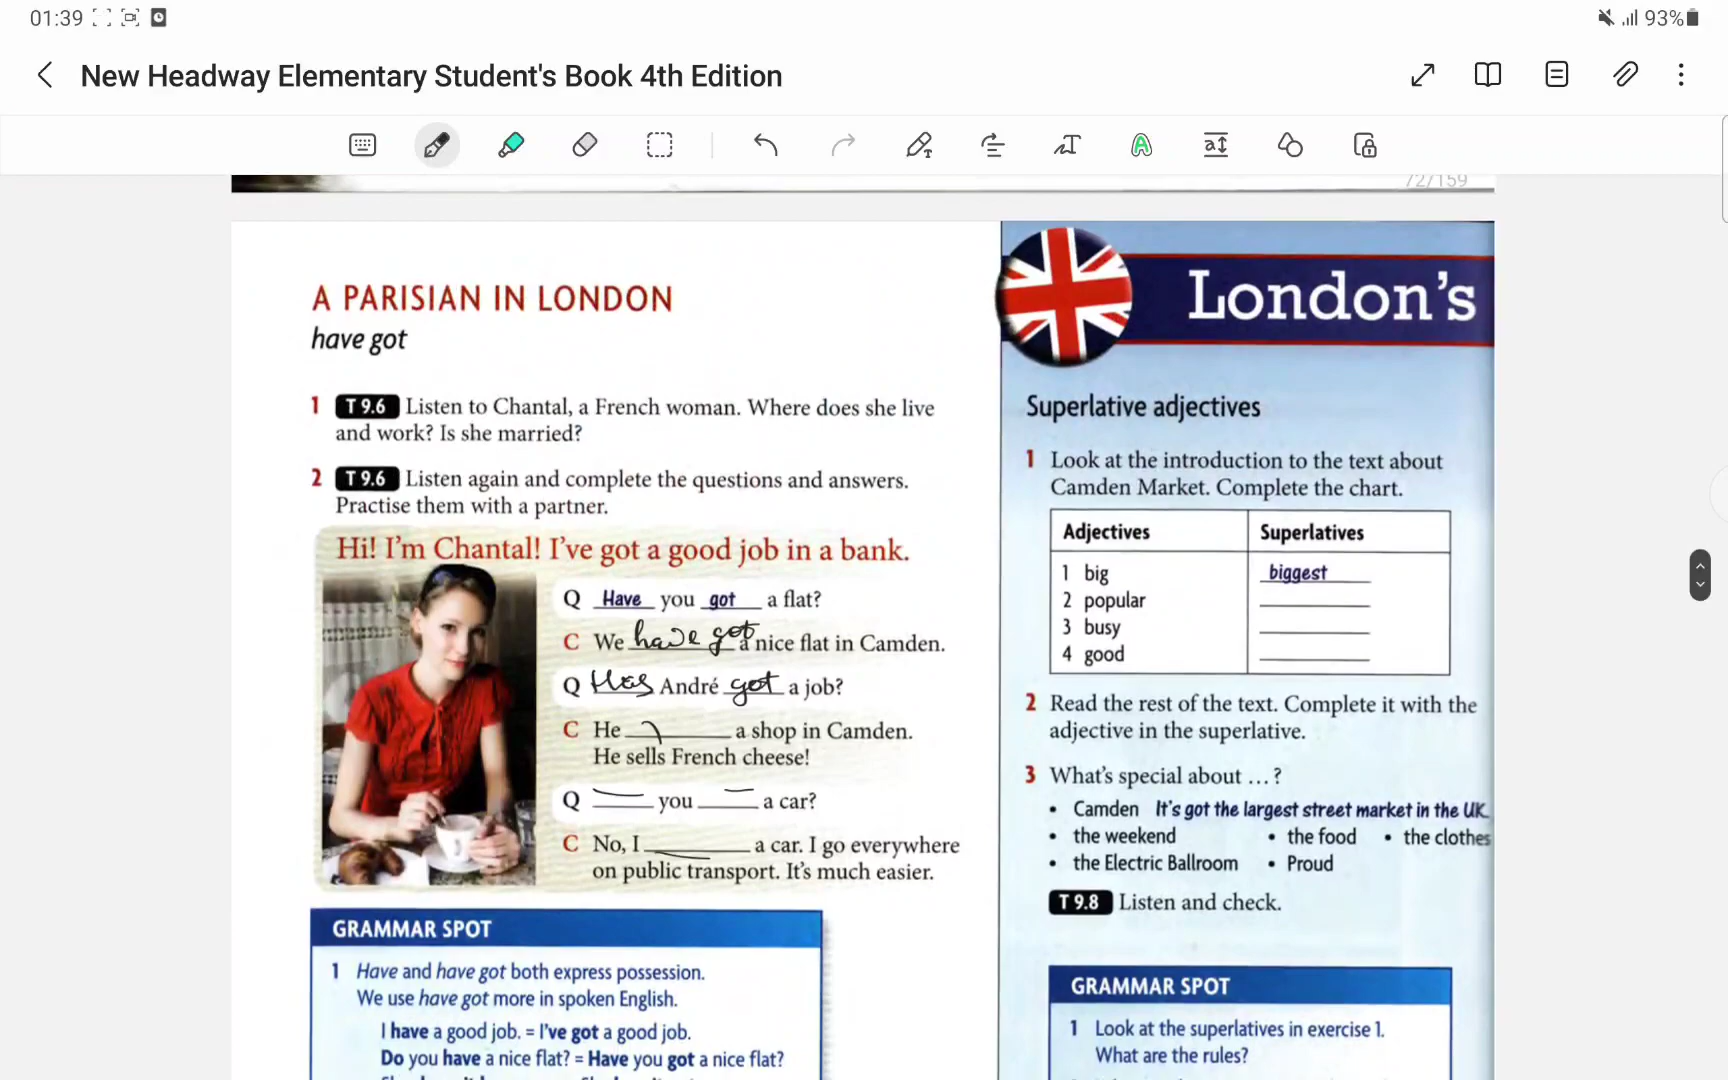 01:39
93%
New Headway Elementary Student's Book 4th Edition
72/159
A PARISIAN IN LONDON
have got
1 T 9.6 Listen to Chantal, a French woman. Where does she live
and work? Is she married?
2 T 9.6 Listen again and complete the questions and answers.
Practise them with a partner.
Hi! I'm Chantal! I've got a good job in a bank.
Q Have you got a flat?
C We have got a nice flat in Camden.
Q Has André got a job?
C He ______ a shop in Camden.
He sells French cheese!
Q ______ you ______ a car?
C No, I ______ a car. I go everywhere
on public transport. It's much easier.
GRAMMAR SPOT
1 Have and have got both express possession.
We use have got more in spoken English.
I have a good job. = I've got a good job.
Do you have a nice flat? = Have you got a nice flat?
London's
Superlative adjectives
1 Look at the introduction to the text about
Camden Market. Complete the chart.
Adjectives Superlatives
1 big biggest
2 popular
3 busy
4 good
2 Read the rest of the text. Complete it with the
adjective in the superlative.
3 What's special about … ?
• Camden It's got the largest street market in the UK.
• the weekend • the food • the clothes
• the Electric Ballroom • Proud
T 9.8 Listen and check.
GRAMMAR SPOT
1 Look at the superlatives in exercise 1.
What are the rules?